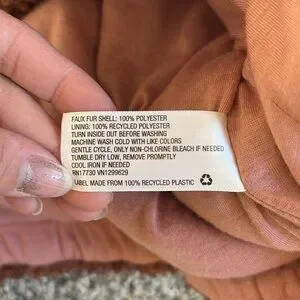 FAUX FUR SHELL: 100% POLYESTER
LINING: 100% RECYCLED POLYESTER
TURN INSIDE OUT BEFORE WASHING
MACHINE WASH COLD WITH LIKE COLORS
GENTLE CYCLE, ONLY NON-CHLORINE BLEACH IF NEEDED
TUMBLE DRY LOW, REMOVE PROMPTLY
COOL IRON IF NEEDED
RN17730 VN1299629
LABEL MADE FROM 100% RECYCLED PLASTIC